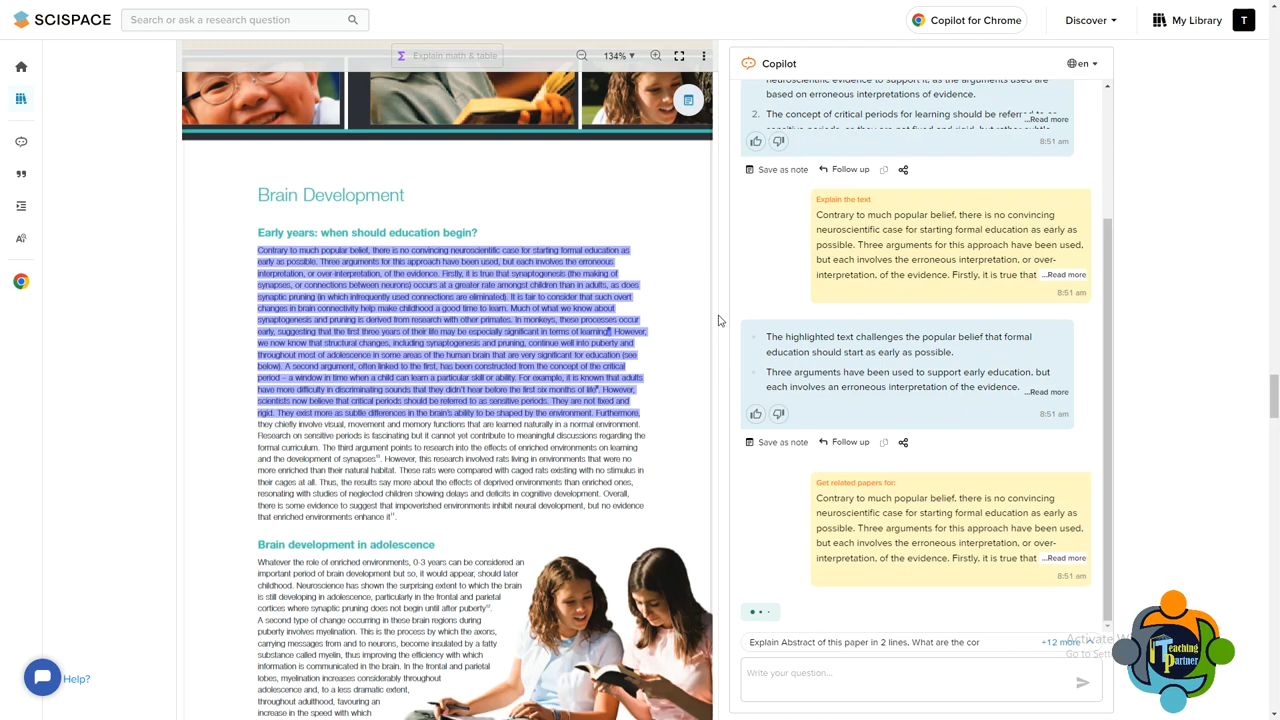 SCISPACE
Search or ask a research question
Copilot for Chrome
Discover
My Library
T
Explain math & table
134%
Brain Development
Early years: when should education begin?
Contrary to much popular belief, there is no convincing neuroscientific case for starting formal education as
early as possible. Three arguments for this approach have been used, but each involves the erroneous
interpretation, or over-interpretation, of the evidence. Firstly, it is true that synaptogenesis (the making of
synapses, or connections between neurons) occurs at a greater rate amongst children than in adults, as does
synaptic pruning (in which infrequently used connections are eliminated). It is fair to consider that such overt
changes in brain connectivity help make childhood a good time to learn. Much of what we know about
synaptogenesis and pruning is derived from research with other primates. In monkeys, these processes occur
early, suggesting that the first three years of their life may be especially significant in terms of learning. However,
we now know that structural changes, including synaptogenesis and pruning, continue well into puberty and
throughout most of adolescence in some areas of the human brain that are very significant for education (see
below). A second argument, often linked to the first, has been constructed from the concept of the critical
period – a window in time when a child can learn a particular skill or ability. For example, it is known that adults
have more difficulty in discriminating sounds that they didn't hear before the first six months of life. However,
scientists now believe that critical periods should be referred to as sensitive periods. They are not fixed and
rigid. They exist more as subtle differences in the brain's ability to be shaped by the environment. Furthermore,
they chiefly involve visual, movement and memory functions that are learned naturally in a normal environment.
Research on sensitive periods is fascinating but it cannot yet contribute to meaningful discussions regarding the
formal curriculum. The third argument points to research into the effects of enriched environments on learning
and the development of synapses. However, this research involved rats living in environments that were no
more enriched than their natural habitat. These rats were compared with caged rats existing with no stimulus in
their cages at all. Thus, the results say more about the effects of deprived environments than enriched ones,
resonating with studies of neglected children showing delays and deficits in cognitive development. Overall,
there is some evidence to suggest that impoverished environments inhibit neural development, but no evidence
that enriched environments enhance it.
Brain development in adolescence
Whatever the role of enriched environments, 0-3 years can be considered an
important period of brain development but so, it would appear, should later
childhood. Neuroscience has shown the surprising extent to which the brain
is still developing in adolescence, particularly in the frontal and parietal
cortices where synaptic pruning does not begin until after puberty.
A second type of change occurring in these brain regions during
puberty involves myelination. This is the process by which the axons,
carrying messages from and to neurons, become insulated by a fatty
substance called myelin, thus improving the efficiency with which
information is communicated in the brain. In the frontal and parietal
lobes, myelination increases considerably throughout
adolescence and, to a less dramatic extent,
throughout adulthood, favouring an
increase in the speed with which
Help?
Copilot
en
neuroscientific evidence to support it, as the arguments used are
based on erroneous interpretations of evidence.
2. The concept of critical periods for learning should be
...Read more
8:51 am
Save as note
Follow up
Explain the text
Contrary to much popular belief, there is no convincing
neuroscientific case for starting formal education as early as
possible. Three arguments for this approach have been used,
but each involves the erroneous interpretation, or over-
interpretation, of the evidence. Firstly, it is true that ...Read more
8:51 am
The highlighted text challenges the popular belief that formal
education should start as early as possible.
Three arguments have been used to support early education, but
each involves an erroneous interpretation of the evidence.
...Read more
8:51 am
Save as note
Follow up
Get related papers for:
Contrary to much popular belief, there is no convincing
neuroscientific case for starting formal education as early as
possible. Three arguments for this approach have been used,
but each involves the erroneous interpretation, or over-
interpretation, of the evidence. Firstly, it is true that ...Read more
8:51 am
Explain Abstract of this paper in 2 lines, What are the cor
+12 more
Write your question...
Activate
Go to
Teaching
Partner